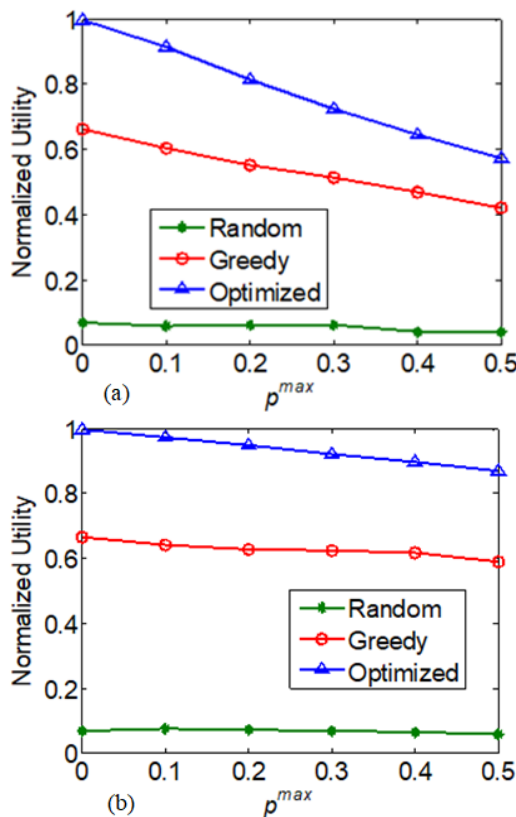 1
0.8
0.6
0.4
0.2
0
Normalized Utility
Random
Greedy
Optimized
0 0.1 0.2 0.3 0.4 0.5
(a)
p^max
1
0.8
0.6
0.4
0.2
0
Normalized Utility
Random
Greedy
Optimized
0 0.1 0.2 0.3 0.4 0.5
(b)
p^max